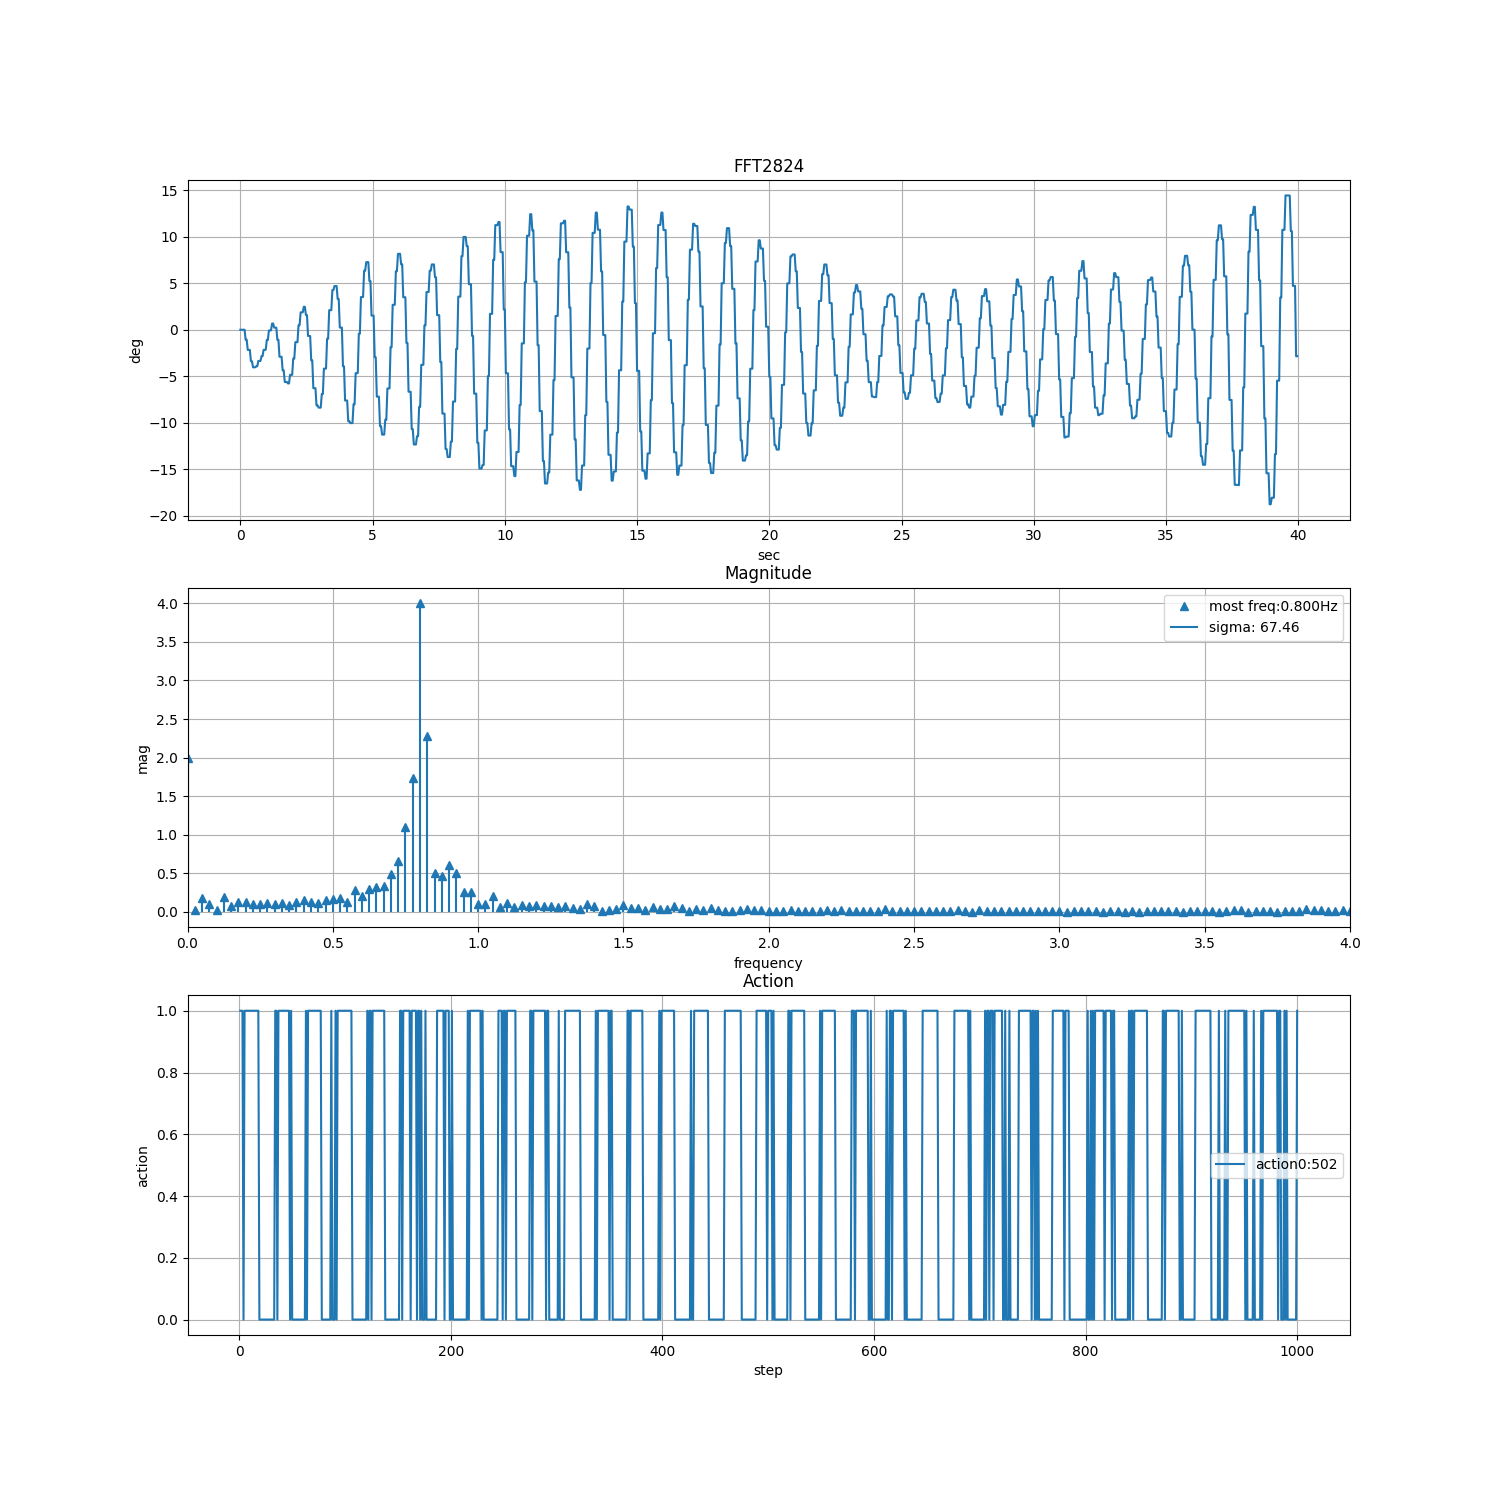 FFT2824
15
10
5
0
−5
−10
−15
−20
deg
0 5 10 15 20 25 30 35 40
sec
Magnitude
4.0
3.5
3.0
2.5
2.0
1.5
1.0
0.5
0.0
mag
most freq:0.800Hz
sigma: 67.46
0.0 0.5 1.0 1.5 2.0 2.5 3.0 3.5 4.0
frequency
Action
1.0
0.8
0.6
0.4
0.2
0.0
action
action0:502
0 200 400 600 800 1000
step